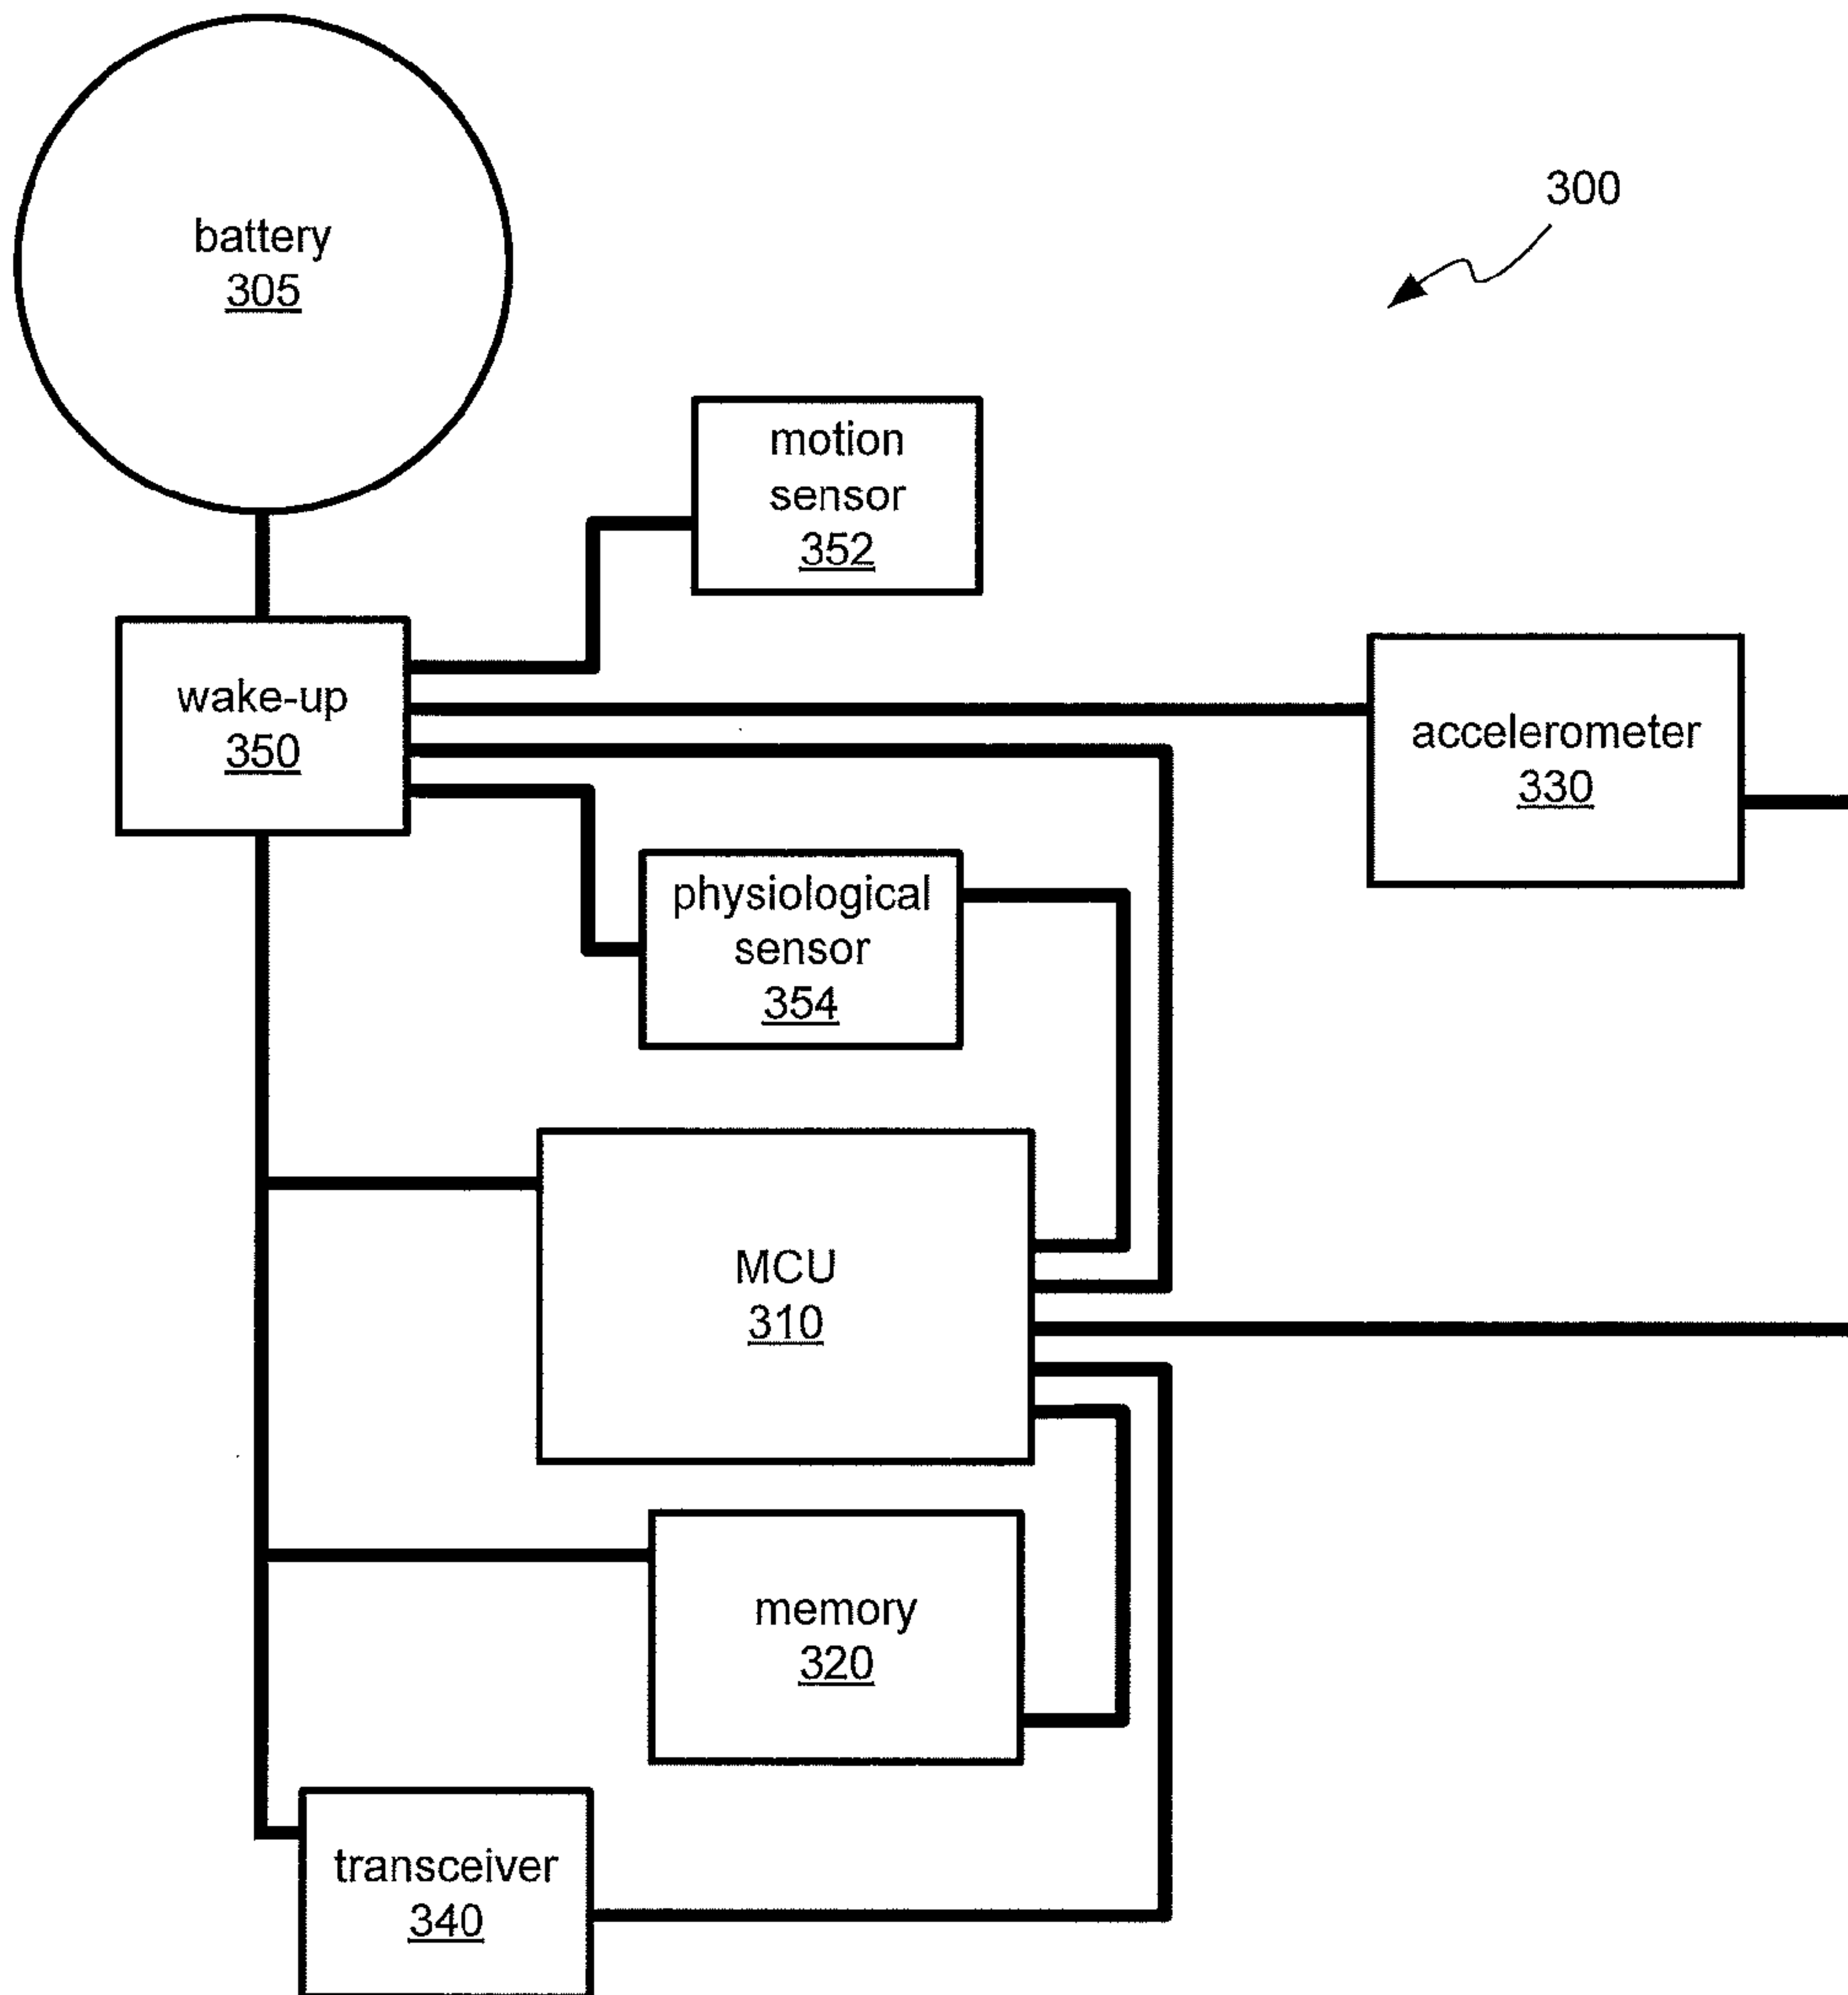 300
battery
305
motion
sensor
352
wake-up
350
accelerometer
330
physiological
sensor
354
MCU
310
memory
320
transceiver
340